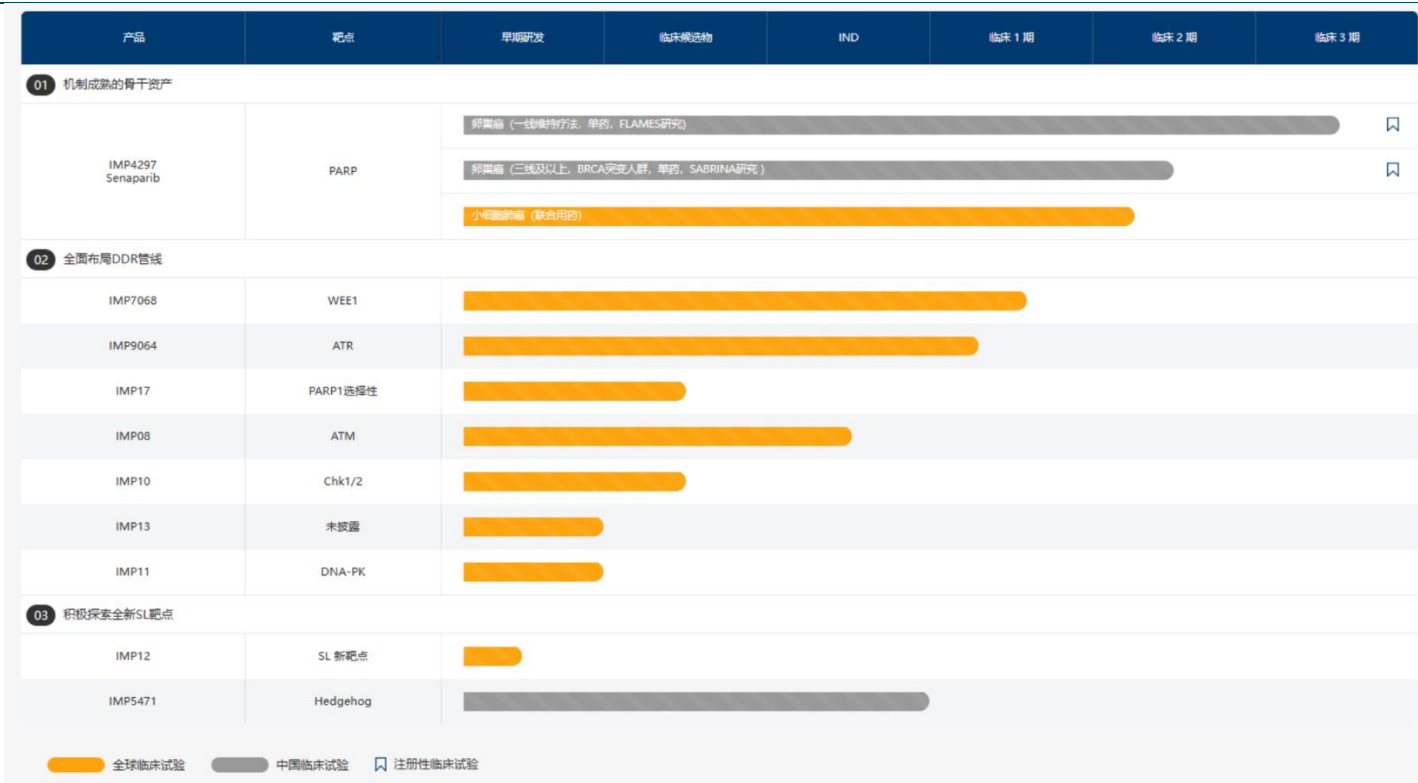 产品 靶点 早期研发 临床候选物 IND 临床 1 期 临床 2 期 临床 3 期
01 机制成熟的骨干资产
卵巢癌 (一线维持疗法, 单药, FLAMES研究)
IMP4297
Senaparib
PARP
卵巢癌 (三线及以上, BRCA突变人群, 单药, SABRINA研究 )
小细胞肺癌 (联合用药)
02 全面布局DDR管线
IMP7068 WEE1
IMP9064 ATR
IMP17 PARP1选择性
IMP08 ATM
IMP10 Chk1/2
IMP13 未披露
IMP11 DNA-PK
03 积极探索全新SL靶点
IMP12 SL 新靶点
IMP5471 Hedgehog
全球临床试验 中国临床试验 注册性临床试验